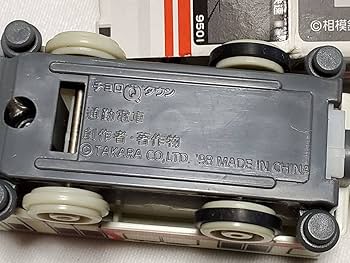 9501
©相模
チョロ タウン
通勤電車
創作者・著作物
© TAKARA CO.,LTD. '98 MADE IN CHINA